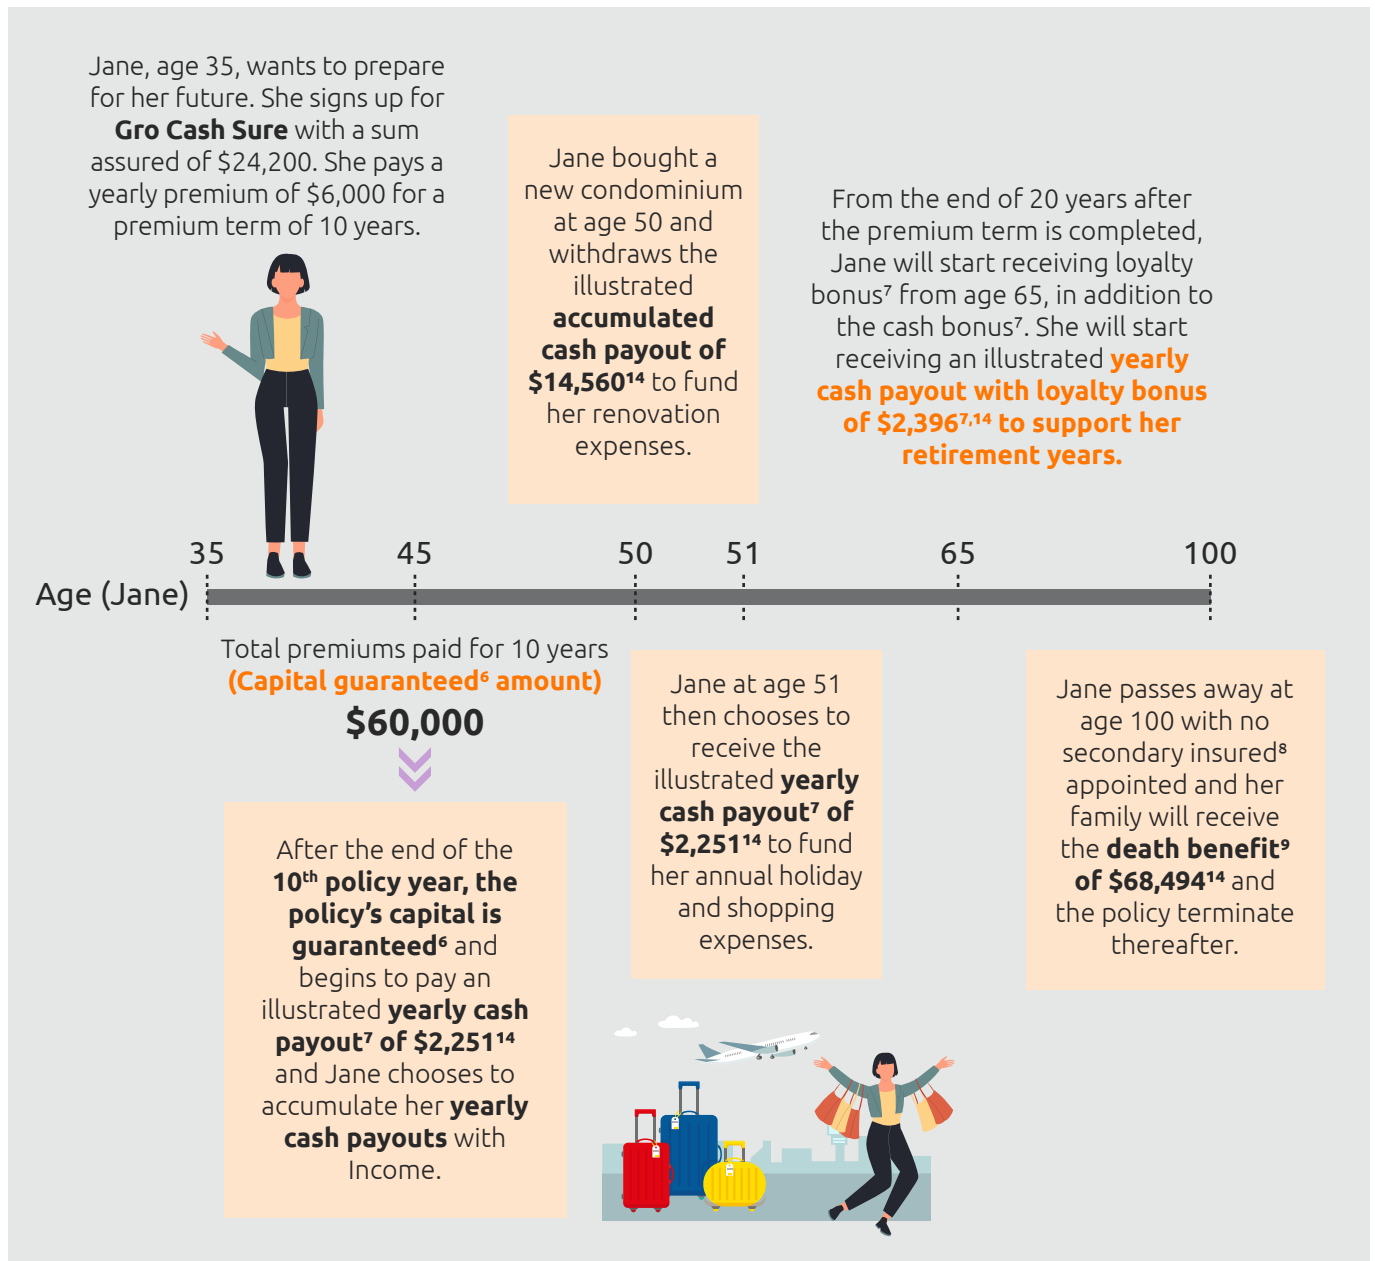 Jane, age 35, wants to prepare
for her future. She signs up for
Gro Cash Sure with a sum
assured of $24,200. She pays a
yearly premium of $6,000 for a
premium term of 10 years.
Jane bought a
new condominium
at age 50 and
withdraws the
illustrated
accumulated
cash payout of
$14,560¹⁴ to fund
her renovation
expenses.
From the end of 20 years after
the premium term is completed,
Jane will start receiving loyalty
bonus⁷ from age 65, in addition to
the cash bonus⁷. She will start
receiving an illustrated yearly
cash payout with loyalty bonus
of $2,396⁷,¹⁴ to support her
retirement years.
35 45 50 51 65 100
Age (Jane)
Total premiums paid for 10 years
(Capital guaranteed⁶ amount)
$60,000
After the end of the
10th policy year, the
policy's capital is
guaranteed⁶ and
begins to pay an
illustrated yearly cash
payout⁷ of $2,251¹⁴
and Jane chooses to
accumulate her yearly
cash payouts with
Income.
Jane at age 51
then chooses to
receive the
illustrated yearly
cash payout⁷ of
$2,251¹⁴ to fund
her annual holiday
and shopping
expenses.
Jane passes away at
age 100 with no
secondary insured⁸
appointed and her
family will receive
the death benefit⁹
of $68,494¹⁴ and
the policy terminate
thereafter.